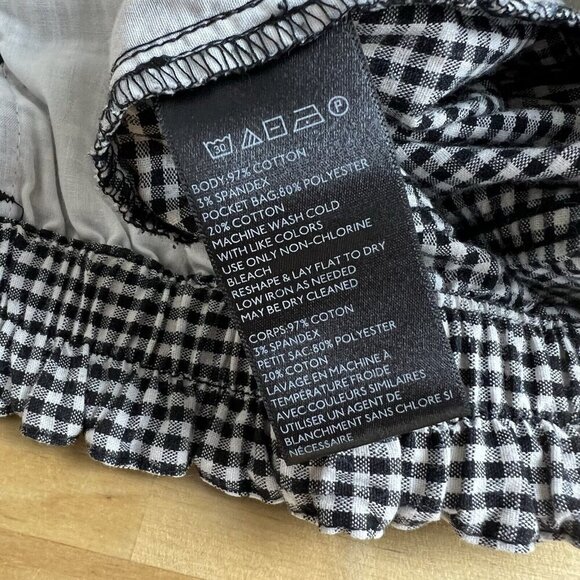 30 P
BODY:97% COTTON
3% SPANDEX
POCKET BAG:80% POLYESTER
20% COTTON
MACHINE WASH COLD
WITH LIKE COLORS
USE ONLY NON-CHLORINE
BLEACH
RESHAPE & LAY FLAT TO DRY
LOW IRON AS NEEDED
MAY BE DRY CLEANED
CORPS:97% COTON
3% SPANDEX
PETIT SAC:80% POLYESTER
20% COTON
LAVAGE EN MACHINE À
TEMPÉRATURE FROIDE
AVEC COULEURS SIMILAIRES
UTILISER UN AGENT DE
BLANCHIMENT SANS CHLORE SI
NÉCESSAIRE